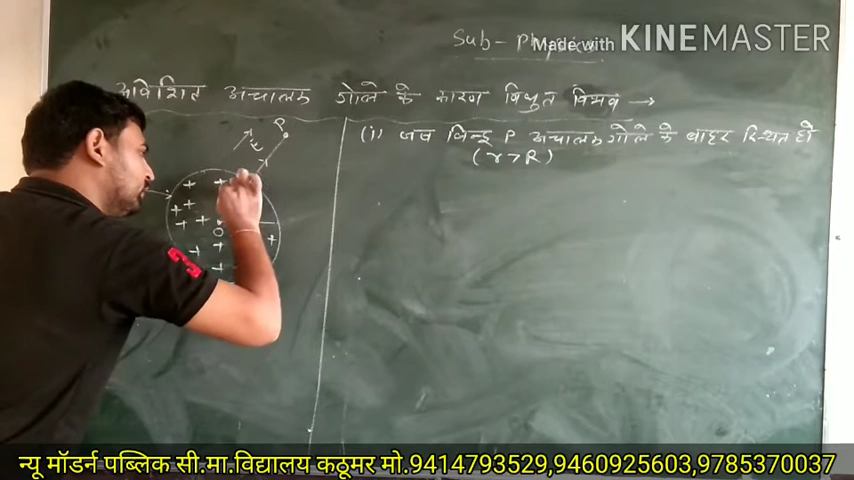 Sub - Physics
Made with KINEMASTER
आवेशित अचालक गोले के कारण विधुत विभव →
(i) जब बिन्दु P अचालक गोले के बाहर स्थित हो
(r > R)
P
r
O
3
न्यू मॉडर्न पब्लिक सी.मा.विद्यालय कठूमर मो.9414793529,9460925603,9785370037